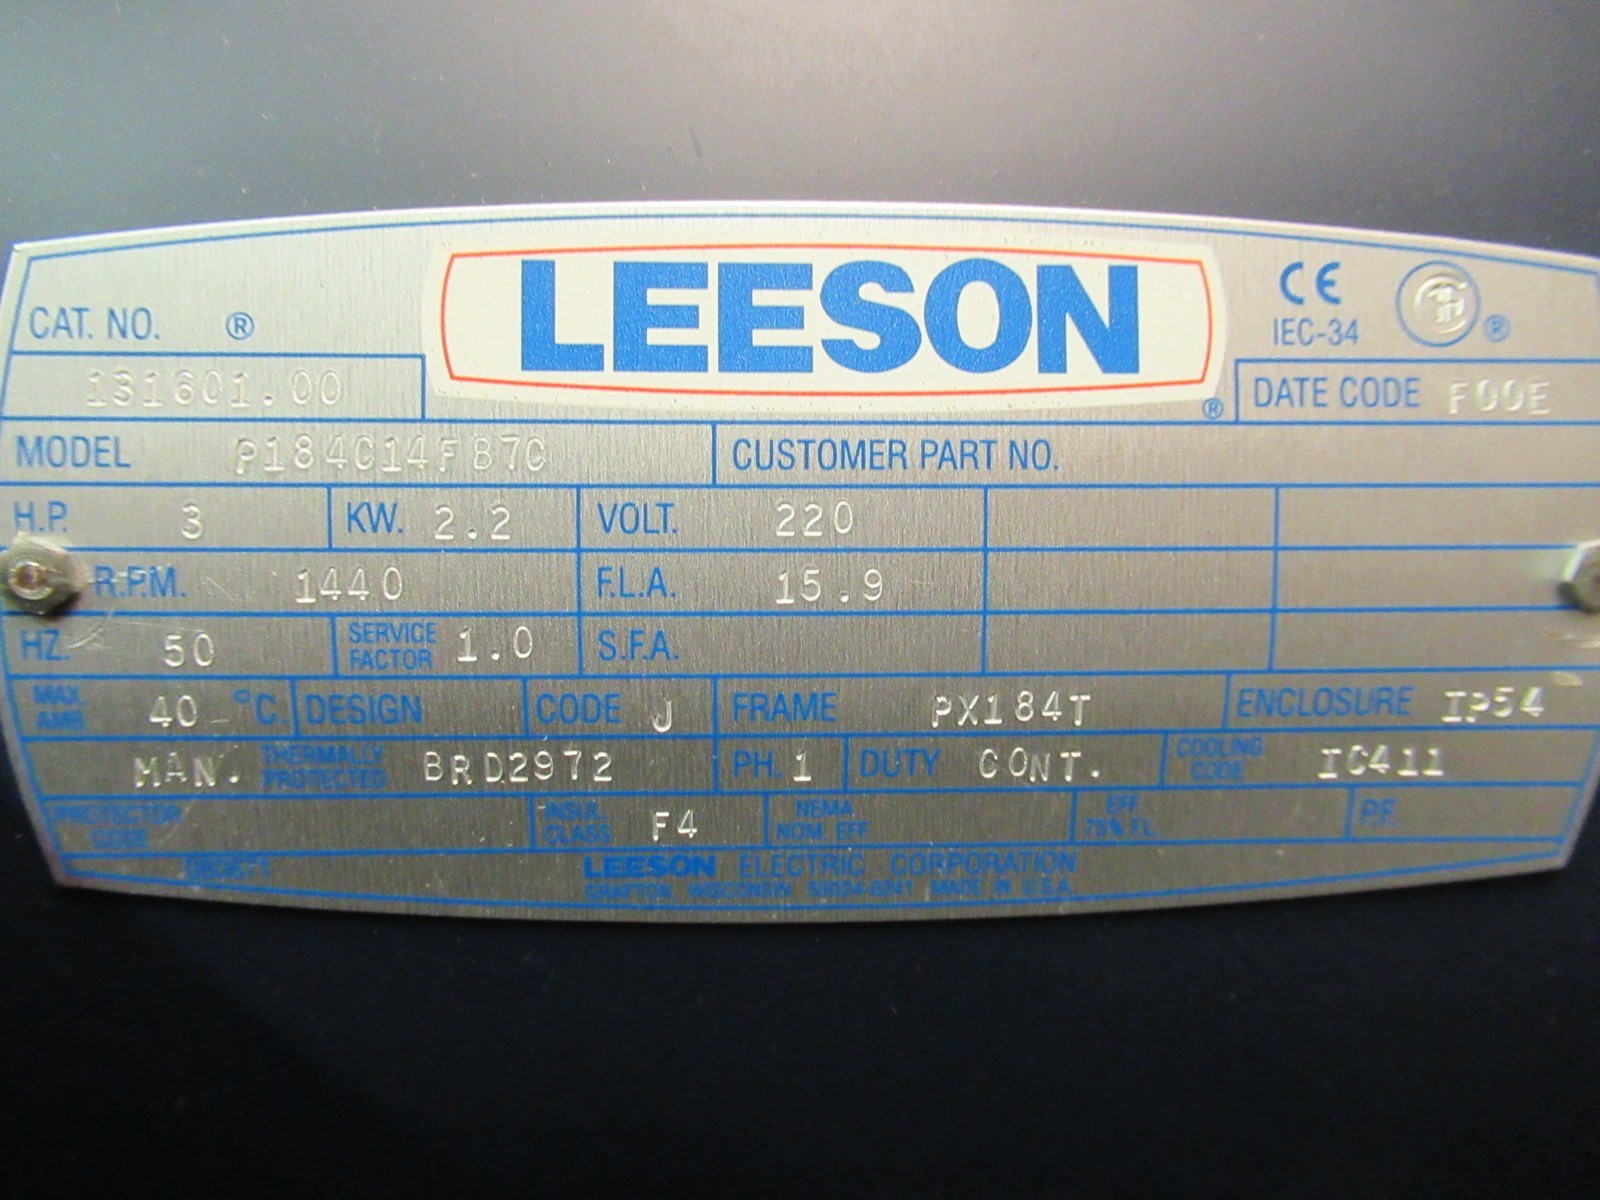 LEESON
CAT. NO. ®
CE
IEC-34
®
131601.00
®
DATE CODE F00E
MODEL P184C14FB7C CUSTOMER PART NO.
H.P. 3 KW. 2.2 VOLT. 220
R.P.M. 1440 F.L.A. 15.9
HZ. 50 SERVICE FACTOR 1.0 S.F.A.
MAX AMB 40 °C. DESIGN CODE J FRAME PX184T ENCLOSURE IP54
MAN. THERMALLY PROTECTED BRD2972 PH. 1 DUTY CONT. COOLING CODE IC411
PROTECTOR CODE INSUL CLASS F4 NEMA NOM. EFF EFF. 75% F.L. P.F.
LEESON ELECTRIC CORPORATION
GRAFTON, WISCONSIN 53024-0241 MADE IN U.S.A.